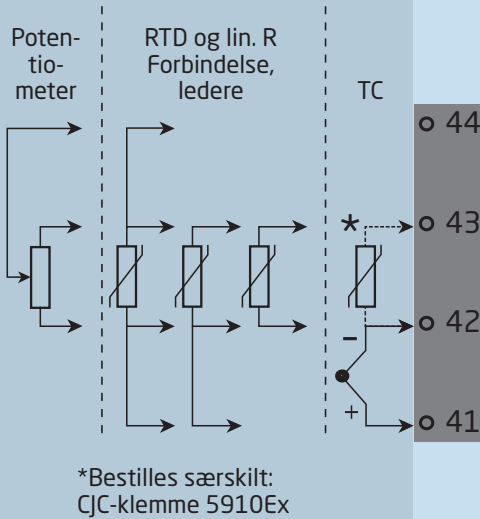 Poten-
tio-
meter
RTD og lin. R
Forbindelse,
ledere
TC
44
*
43
42
-
+
41
*Bestilles særskilt:
CJC-klemme 5910Ex